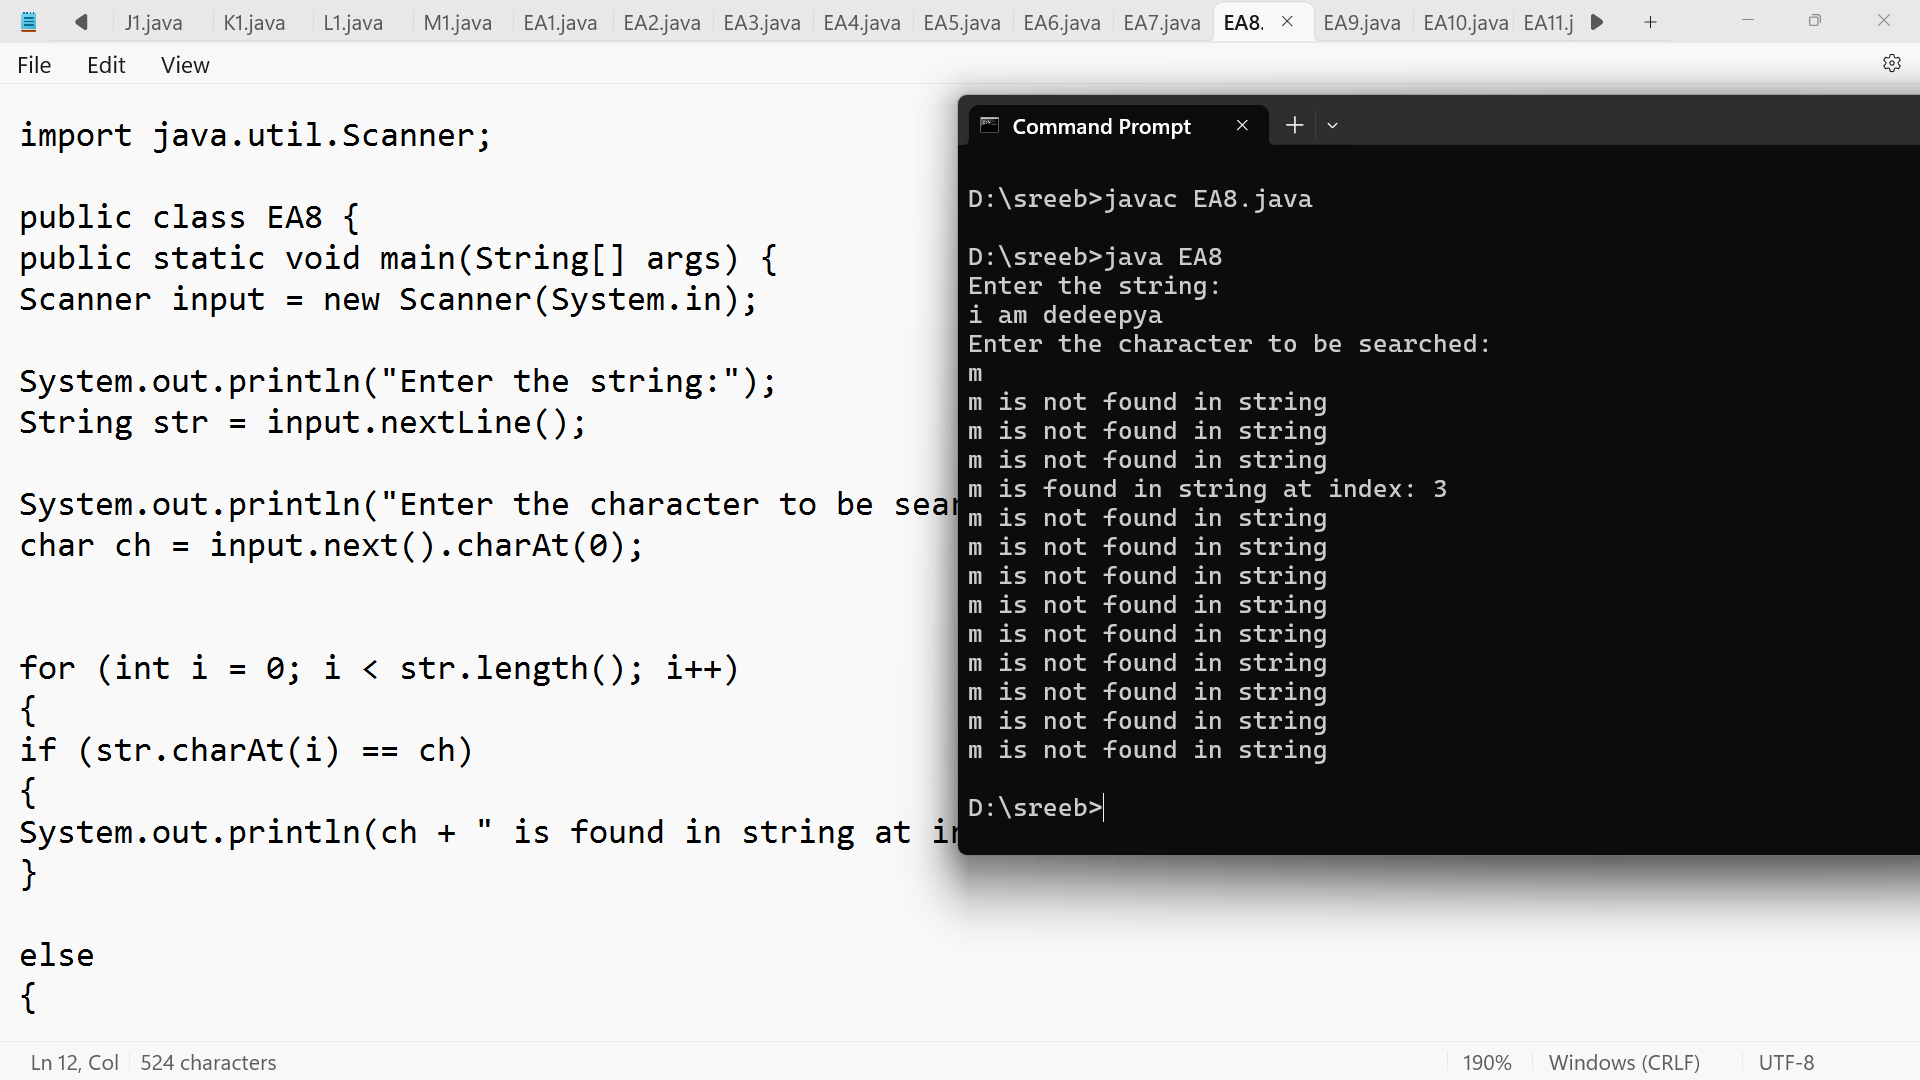 J1.java K1.java L1.java M1.java EA1.java EA2.java EA3.java EA4.java EA5.java EA6.java EA7.java EA8. EA9.java EA10.java EA11.j
File Edit View
import java.util.Scanner;
public class EA8 {
public static void main(String[] args) {
Scanner input = new Scanner(System.in);
System.out.println("Enter the string:");
String str = input.nextLine();
System.out.println("Enter the character to be sear
char ch = input.next().charAt(0);
for (int i = 0; i < str.length(); i++)
{
if (str.charAt(i) == ch)
{
System.out.println(ch + " is found in string at in
}
else
{
Command Prompt
D:\sreeb>javac EA8.java
D:\sreeb>java EA8
Enter the string:
i am dedeepya
Enter the character to be searched:
m
m is not found in string
m is not found in string
m is not found in string
m is found in string at index: 3
m is not found in string
m is not found in string
m is not found in string
m is not found in string
m is not found in string
m is not found in string
m is not found in string
m is not found in string
m is not found in string
D:\sreeb>
Ln 12, Col 524 characters 190% Windows (CRLF) UTF-8